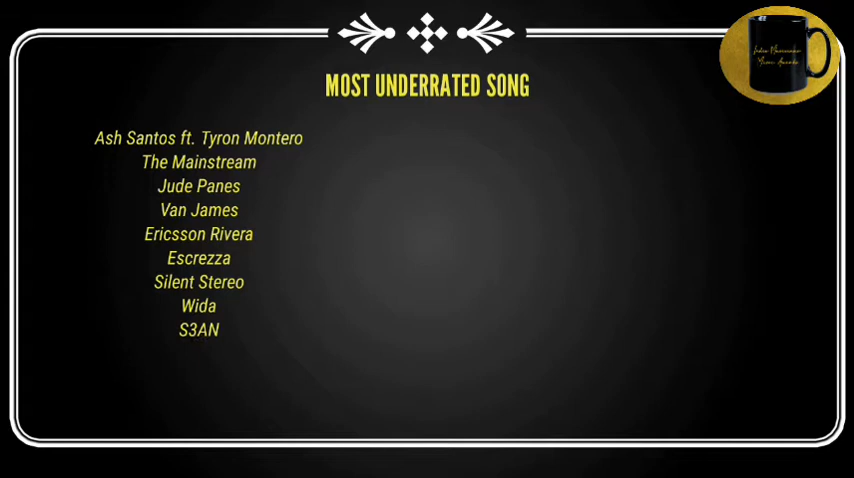 MOST UNDERRATED SONG
Ash Santos ft. Tyron Montero
The Mainstream
Jude Panes
Van James
Ericsson Rivera
Escrezza
Silent Stereo
Wida
S3AN